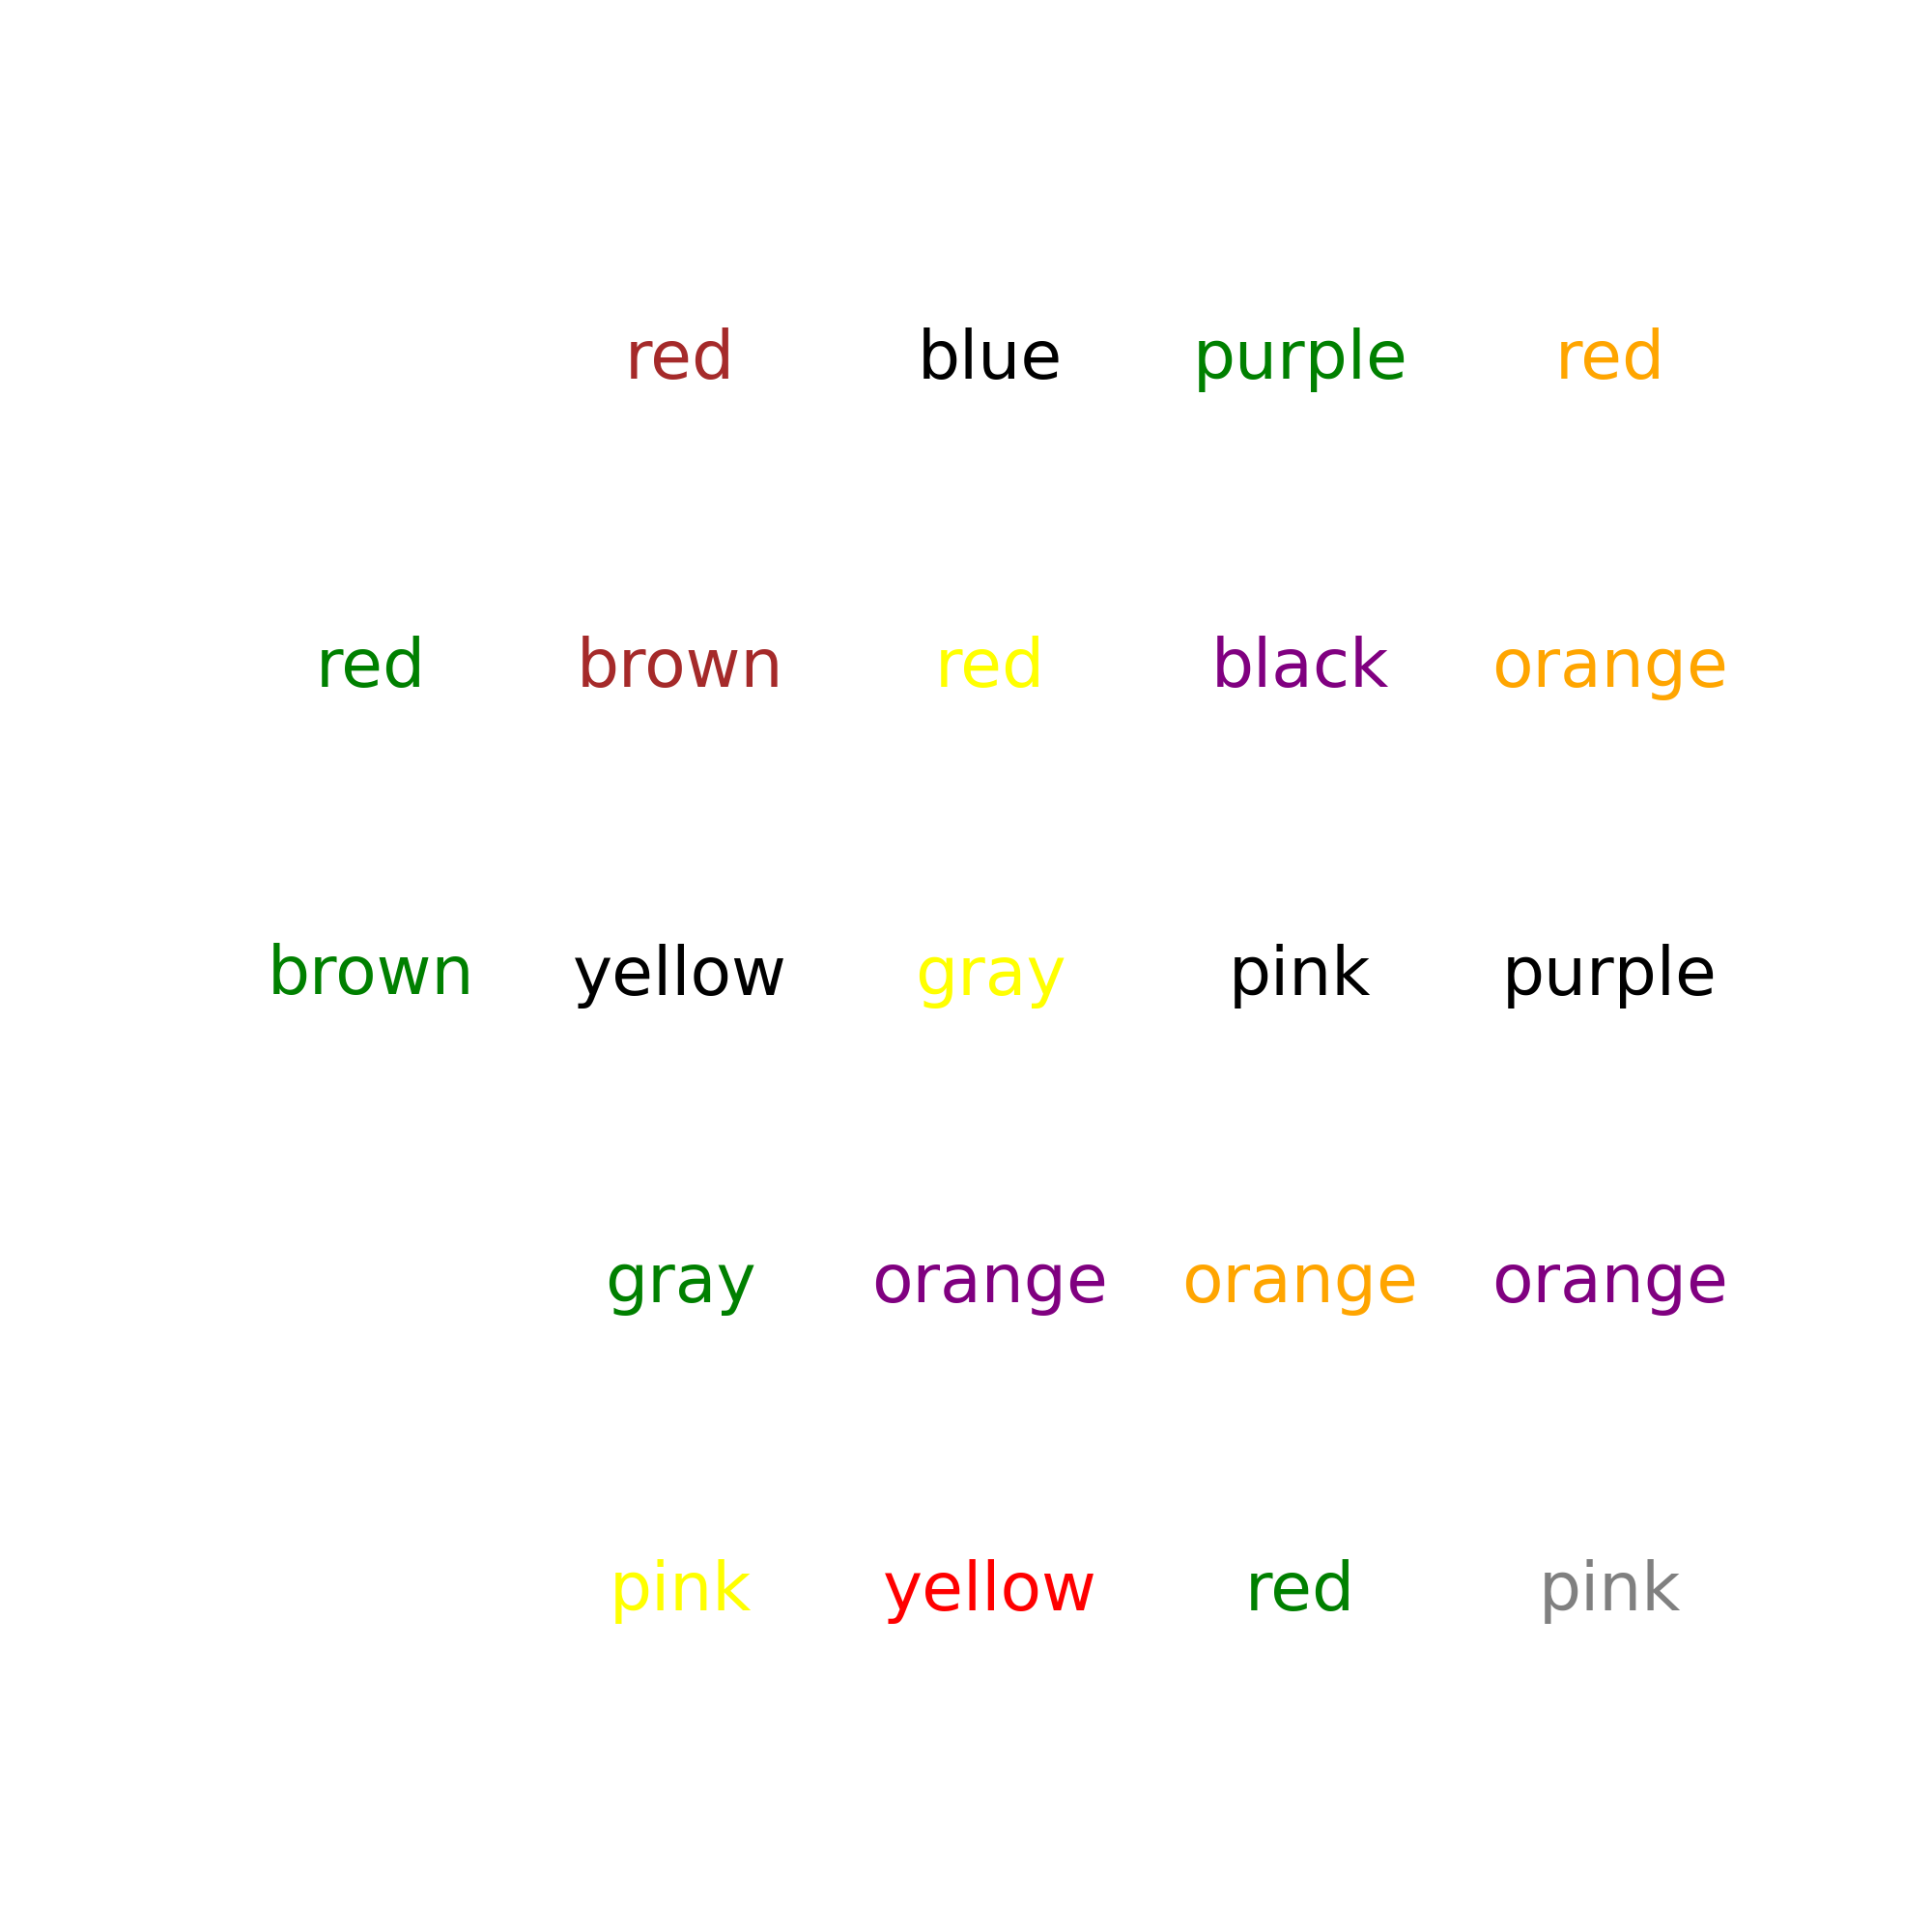 red blue purple red
red brown red black orange
brown yellow gray pink purple
gray orange orange orange
pink yellow red pink